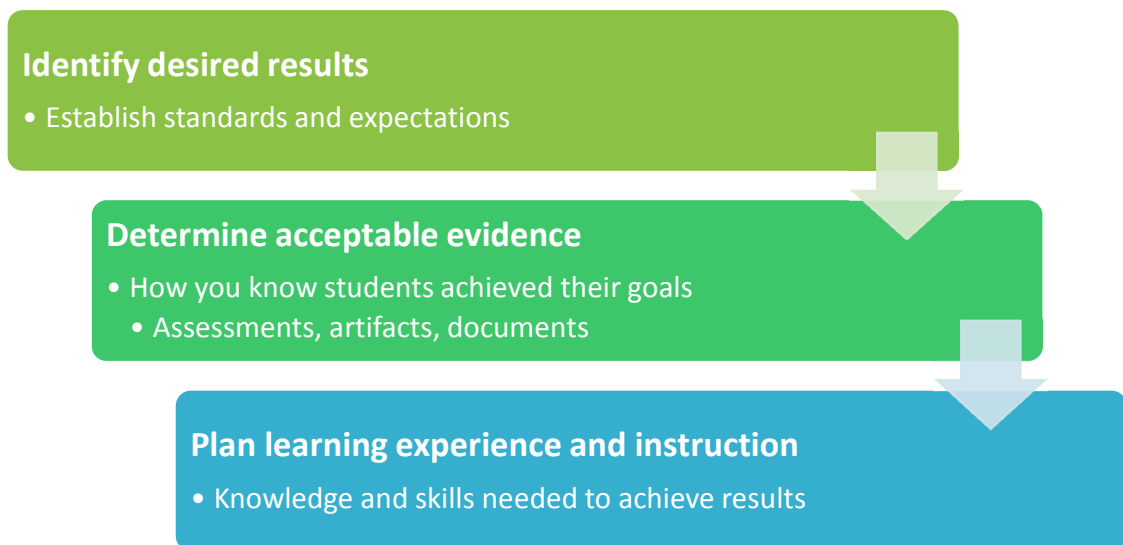 Identify desired results
• Establish standards and expectations
Determine acceptable evidence
• How you know students achieved their goals
• Assessments, artifacts, documents
Plan learning experience and instruction
• Knowledge and skills needed to achieve results